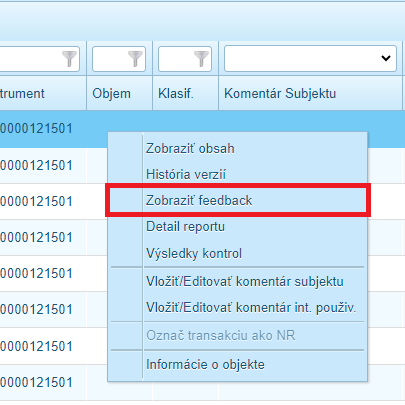 trument Objem Klasif. Komentár Subjektu
0000121501
Zobraziť obsah
0000121501
História verzií
0000121501
Zobraziť feedback
0000121501
Detail reportu
0000121501
Výsledky kontrol
0000121501
Vložiť/Editovať komentár subjektu
0000121501
Vložiť/Editovať komentár int. použiv.
0000121501
Označ transakciu ako NR
Informácie o objekte
0000121501